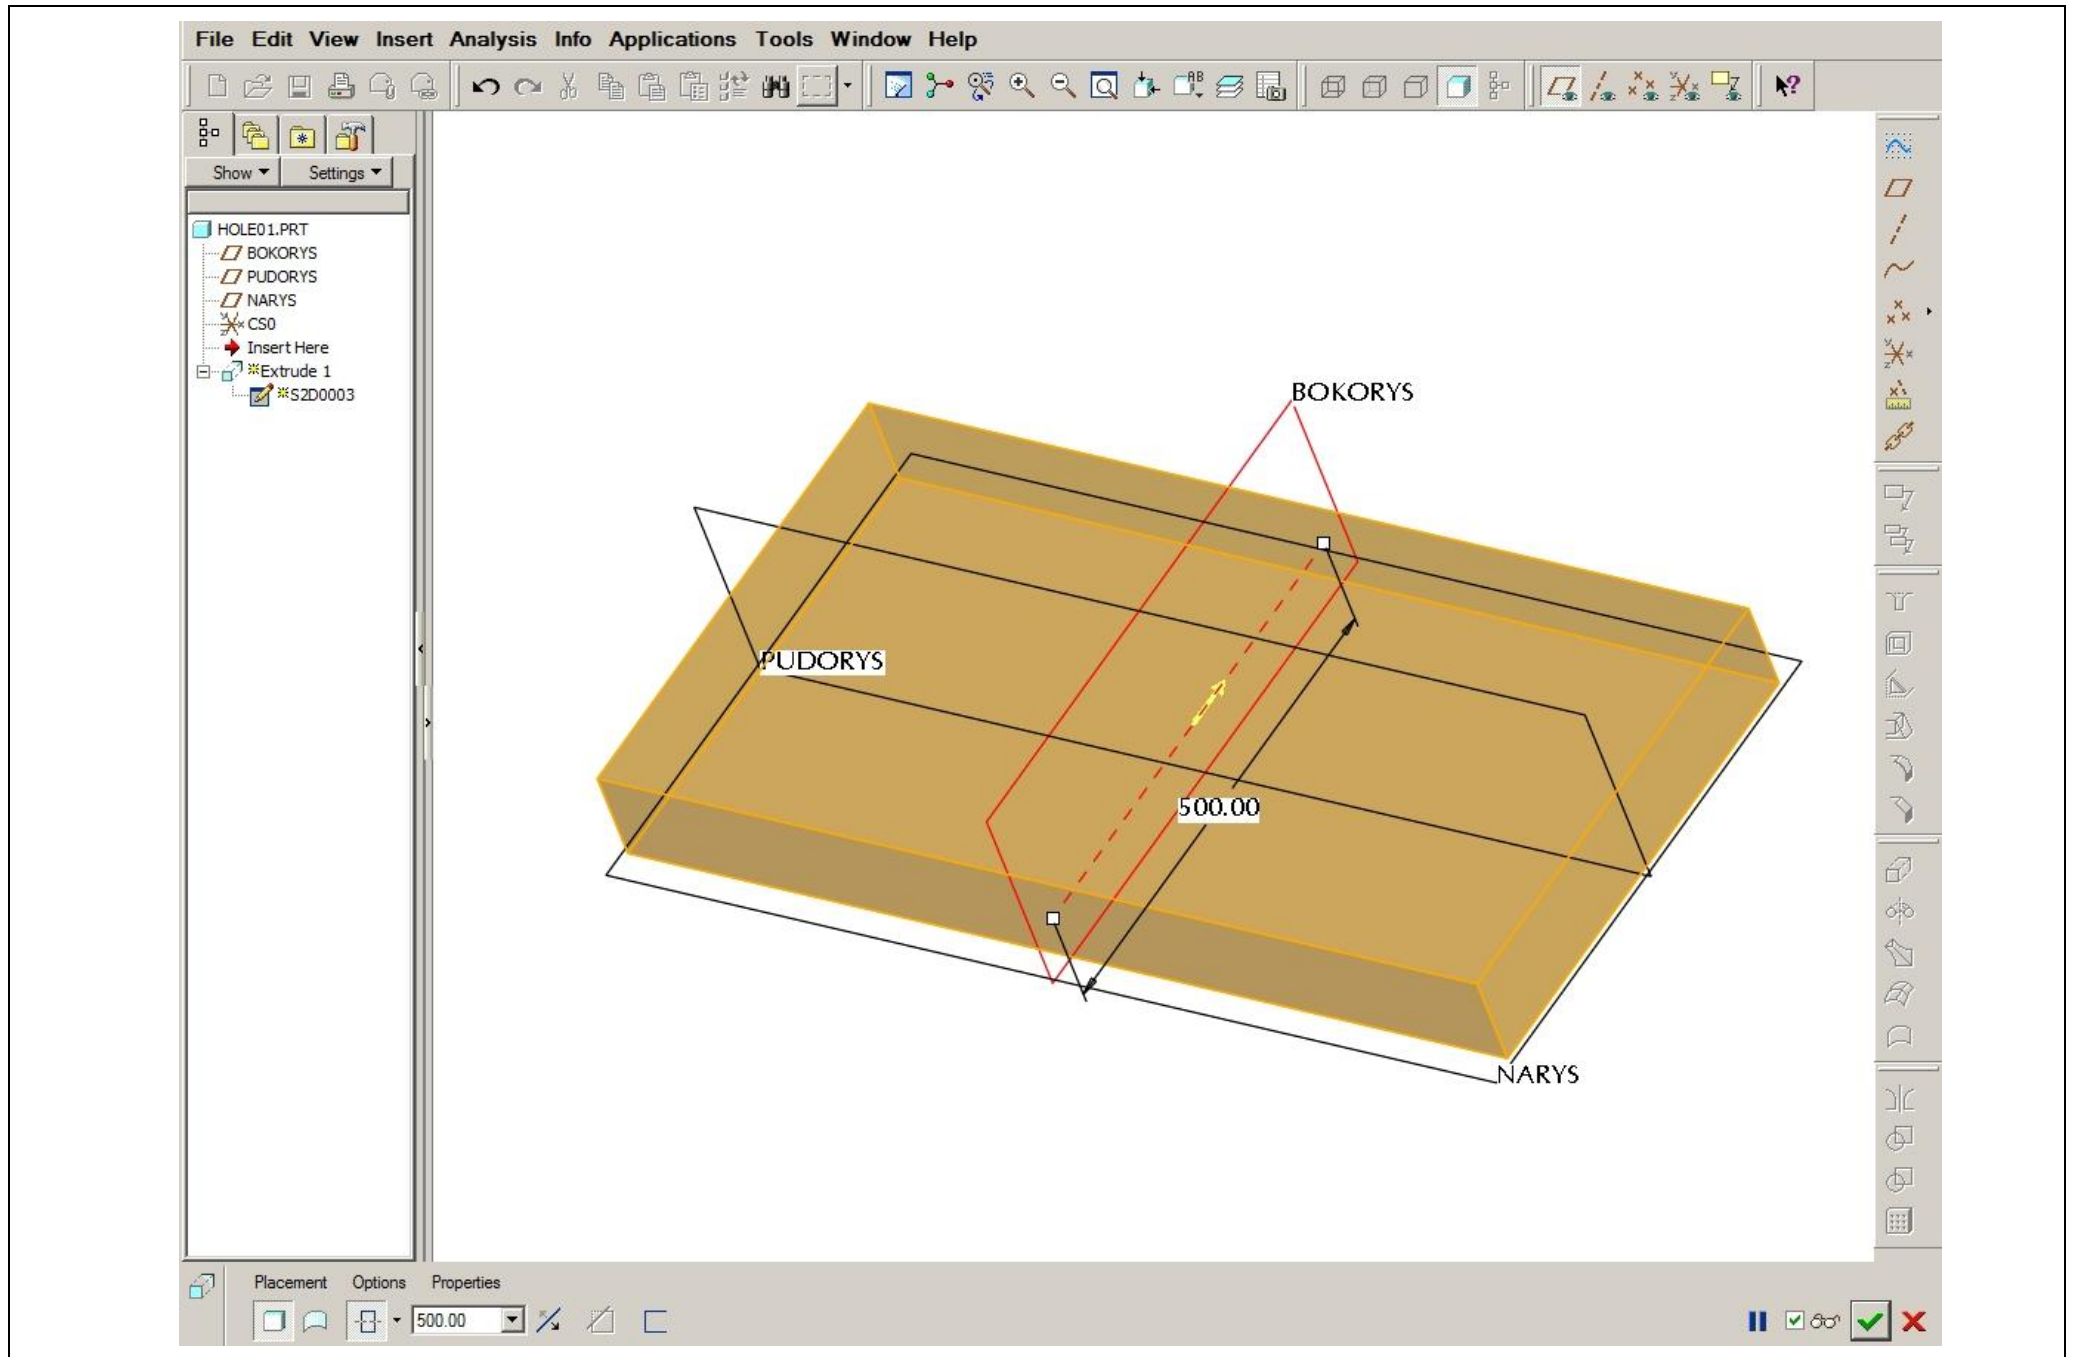 File Edit View Insert Analysis Info Applications Tools Window Help
Show Settings
HOLE01.PRT
BOKORYS
PUDORYS
NARYS
CS0
Insert Here
Extrude 1
S2D0003
BOKORYS
PUDORYS
500.00
NARYS
Placement Options Properties
500.00